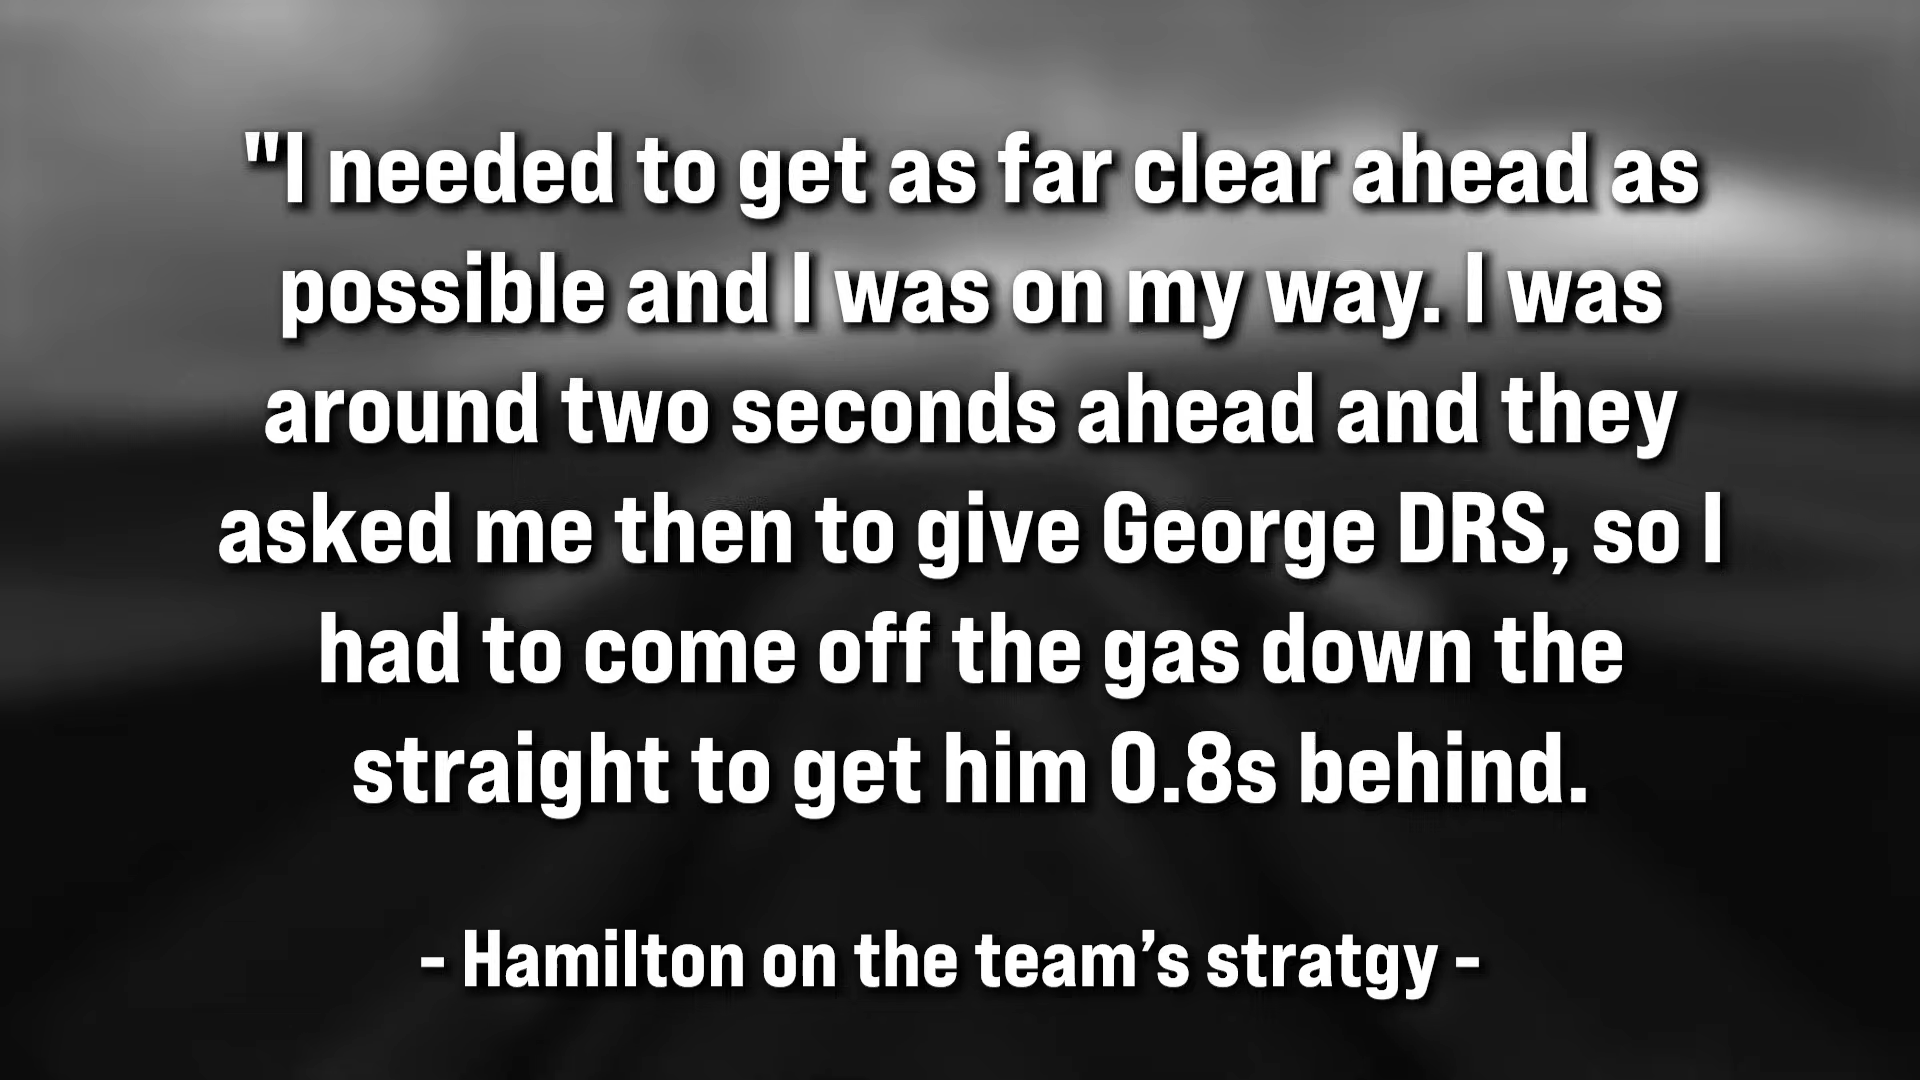 "I needed to get as far clear ahead as
possible and I was on my way. I was
around two seconds ahead and they
asked me then to give George DRS, so I
had to come off the gas down the
straight to get him 0.8s behind.
- Hamilton on the team’s stratgy -